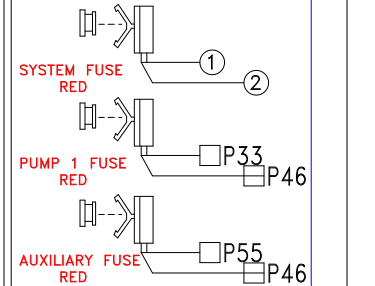 1
SYSTEM FUSE
2
RED
P33
PUMP 1 FUSE
P46
RED
P55
AUXILIARY FUSE
P46
RED